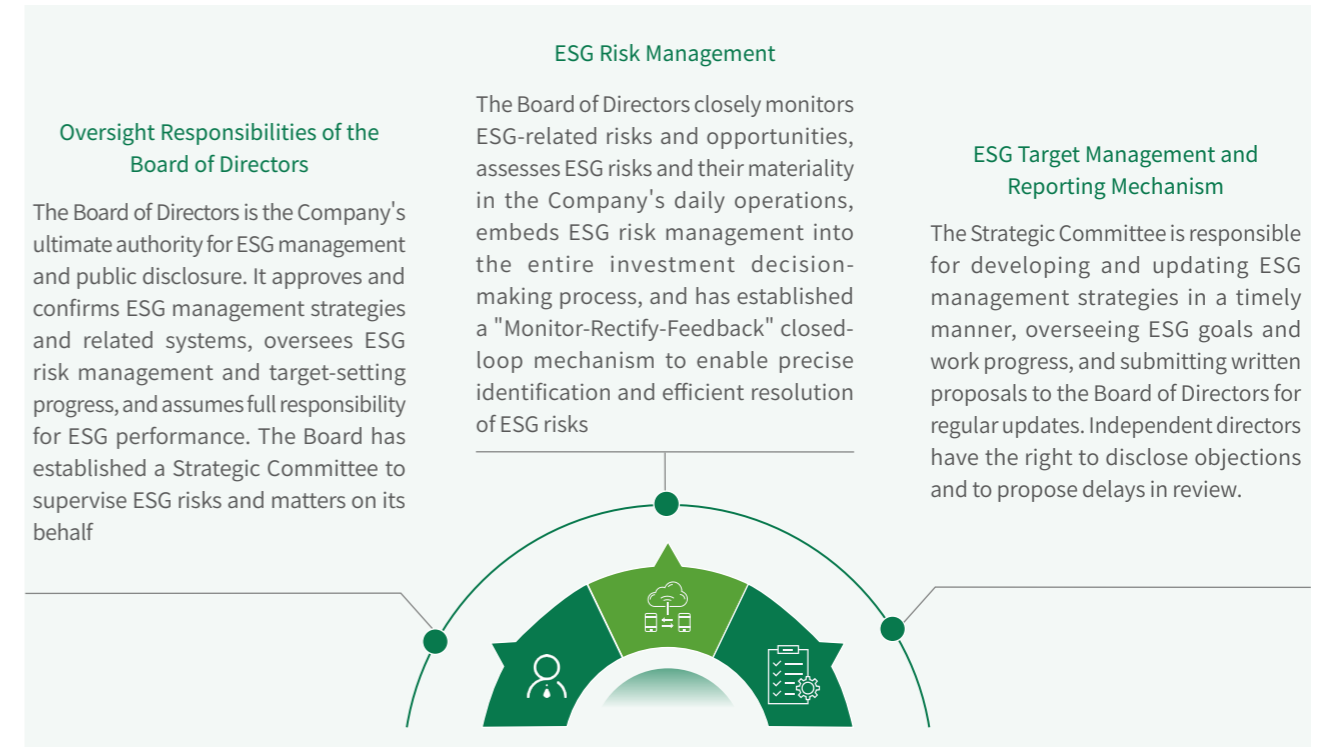 Oversight Responsibilities of the
Board of Directors
The Board of Directors is the Company's
ultimate authority for ESG management
and public disclosure. It approves and
confirms ESG management strategies
and related systems, oversees ESG
risk management and target-setting
progress, and assumes full responsibility
for ESG performance. The Board has
established a Strategic Committee to
supervise ESG risks and matters on its
behalf
ESG Risk Management
The Board of Directors closely monitors
ESG-related risks and opportunities,
assesses ESG risks and their materiality
in the Company's daily operations,
embeds ESG risk management into
the entire investment decision-
making process, and has established
a "Monitor-Rectify-Feedback" closed-
loop mechanism to enable precise
identification and efficient resolution
of ESG risks
ESG Target Management and
Reporting Mechanism
The Strategic Committee is responsible
for developing and updating ESG
management strategies in a timely
manner, overseeing ESG goals and
work progress, and submitting written
proposals to the Board of Directors for
regular updates. Independent directors
have the right to disclose objections
and to propose delays in review.